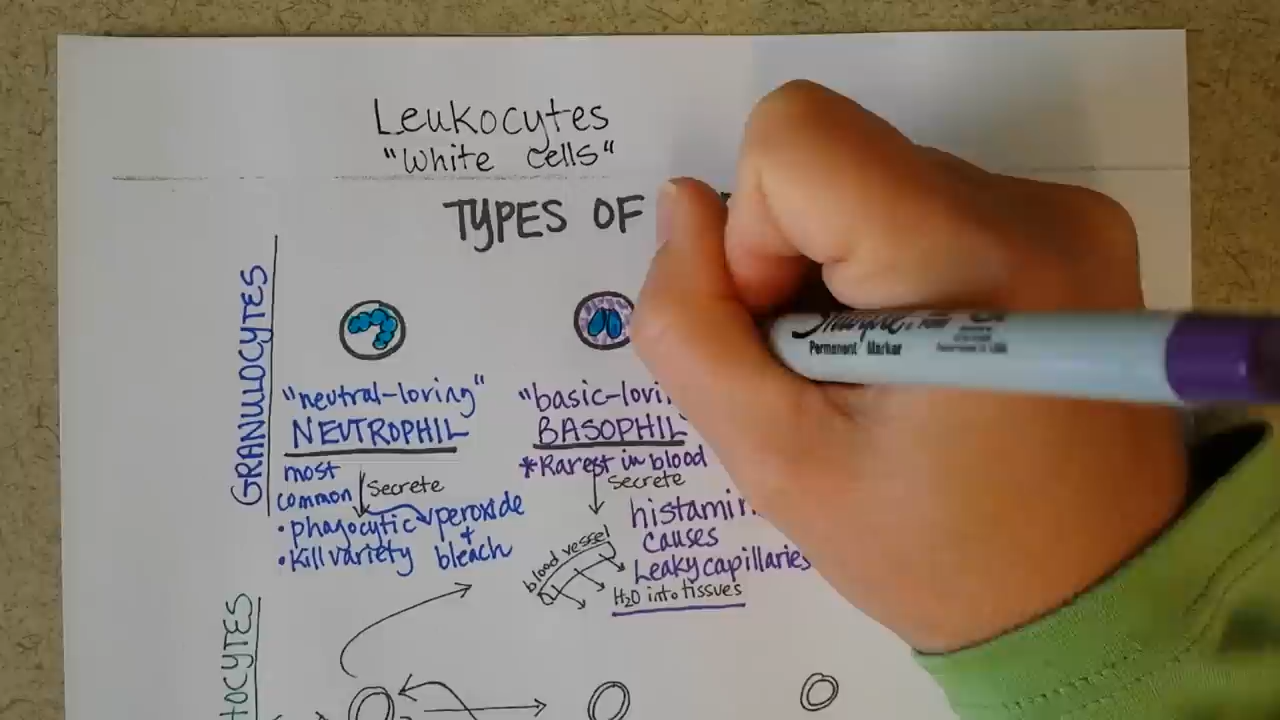 Leukocytes
"White cells"
TYPES OF
GRANULOCYTES
"neutral-loving"
NEUTROPHIL
most
common
Secrete
• phagocytic peroxide
+
• Kill variety bleach
BASOPHIL
*Rarest in blood
Secrete
causes
Leaky capillaries
blood vessel
H2O into tissues
Permanent Marker